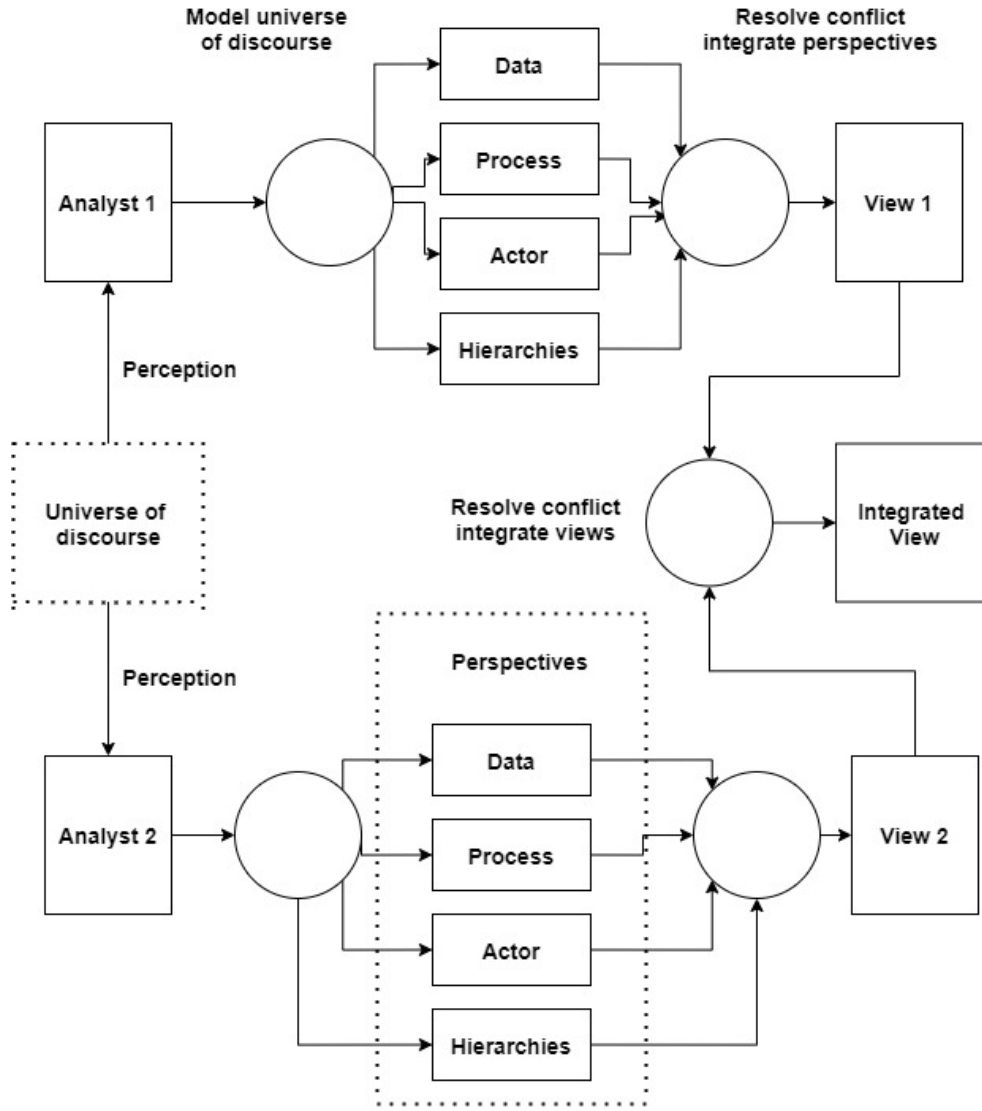 Model universe
of discourse
Resolve conflict
integrate perspectives
Data
Process
Analyst 1
View 1
Actor
Hierarchies
Perception
Universe of
discourse
Resolve conflict
integrate views
Integrated
View
Perspectives
Perception
Data
Analyst 2
Process
View 2
Actor
Hierarchies